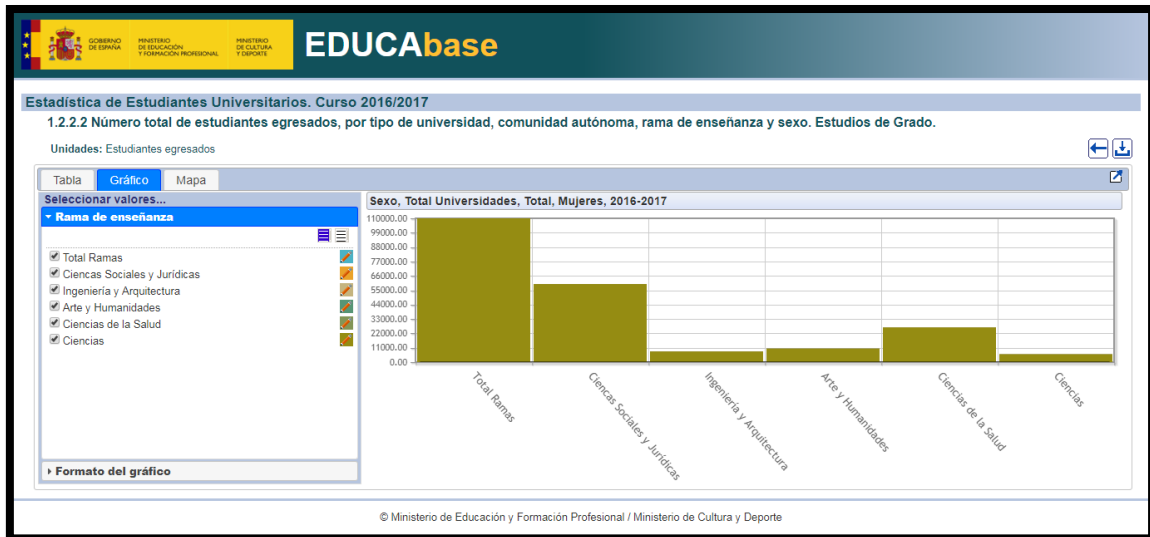 GOBIERNO
DE ESPAÑA
MINISTERIO
DE EDUCACIÓN
Y FORMACIÓN PROFESIONAL
MINISTERIO
DE CULTURA
Y DEPORTE
EDUCAbase
Estadística de Estudiantes Universitarios. Curso 2016/2017
1.2.2.2 Número total de estudiantes egresados, por tipo de universidad, comunidad autónoma, rama de enseñanza y sexo. Estudios de Grado.
Unidades: Estudiantes egresados
Tabla Gráfico Mapa
Seleccionar valores...
Rama de enseñanza
Total Ramas
Ciencas Sociales y Jurídicas
Ingeniería y Arquitectura
Arte y Humanidades
Ciencias de la Salud
Ciencias
Formato del gráfico
Sexo, Total Universidades, Total, Mujeres, 2016-2017
110000.00
99000.00
88000.00
77000.00
66000.00
55000.00
44000.00
33000.00
22000.00
11000.00
0.00
Total Ramas
Ciencas Sociales y Jurídicas
Ingeniería y Arquitectura
Arte y Humanidades
Ciencias de la Salud
Ciencias
© Ministerio de Educación y Formación Profesional / Ministerio de Cultura y Deporte